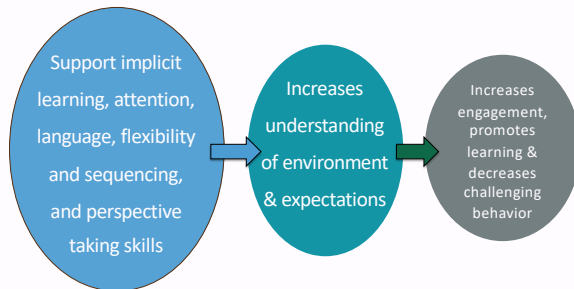 Support implicit
learning, attention,
language, flexibility
and sequencing,
and perspective
taking skills
Increases
understanding
of environment
& expectations
Increases
engagement,
promotes
learning &
decreases
challenging
behavior